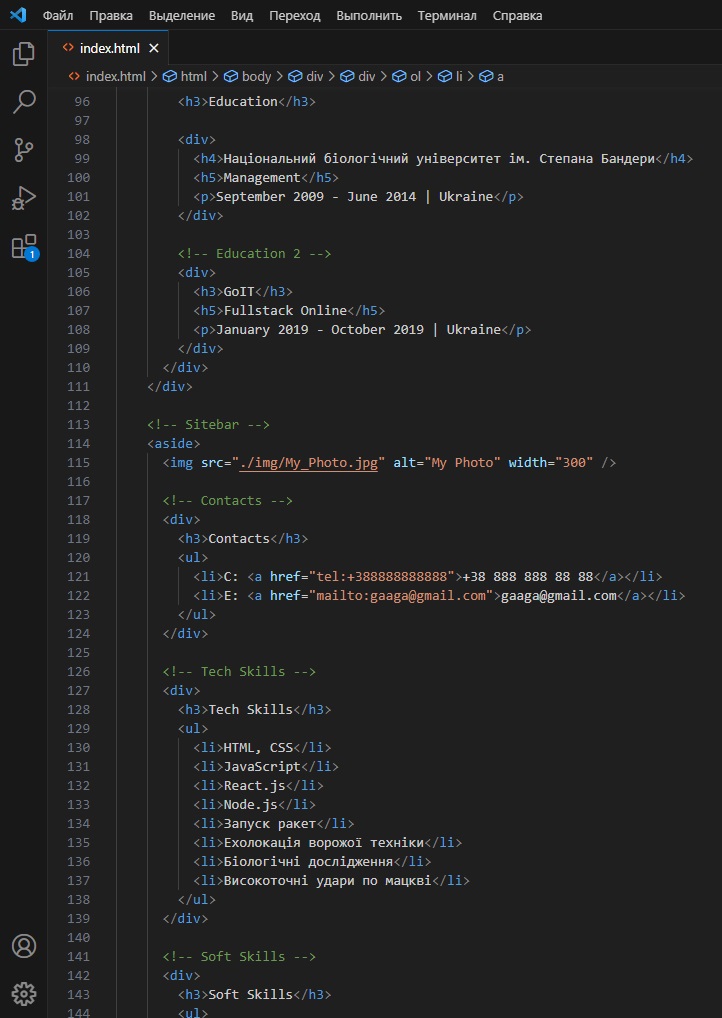 Файл Правка Выделение Вид Переход Выполнить Терминал Справка
index.html
index.html > html > body > div > div > ol > li > a
96 <h3>Education</h3>
97
98 <div>
99 <h4>Національний біологічний університет ім. Степана Бандери</h4>
100 <h5>Management</h5>
101 <p>September 2009 - June 2014 | Ukraine</p>
102 </div>
103
104 <!-- Education 2 -->
105 <div>
106 <h3>GoIT</h3>
107 <h5>Fullstack Online</h5>
108 <p>January 2019 - October 2019 | Ukraine</p>
109 </div>
110 </div>
111 </div>
112
113 <!-- Sitebar -->
114 <aside>
115 <img src="./img/My_Photo.jpg" alt="My Photo" width="300" />
116
117 <!-- Contacts -->
118 <div>
119 <h3>Contacts</h3>
120 <ul>
121 <li>C: <a href="tel:+388888888888">+38 888 888 88 88</a></li>
122 <li>E: <a href="mailto:gaaga@gmail.com">gaaga@gmail.com</a></li>
123 </ul>
124 </div>
125
126 <!-- Tech Skills -->
127 <div>
128 <h3>Tech Skills</h3>
129 <ul>
130 <li>HTML, CSS</li>
131 <li>JavaScript</li>
132 <li>React.js</li>
133 <li>Node.js</li>
134 <li>Запуск ракет</li>
135 <li>Ехолокація ворожої техніки</li>
136 <li>Біологічні дослідження</li>
137 <li>Високоточні удари по мацкві</li>
138 </ul>
139 </div>
140
141 <!-- Soft Skills -->
142 <div>
143 <h3>Soft Skills</h3>
144 <ul>
1